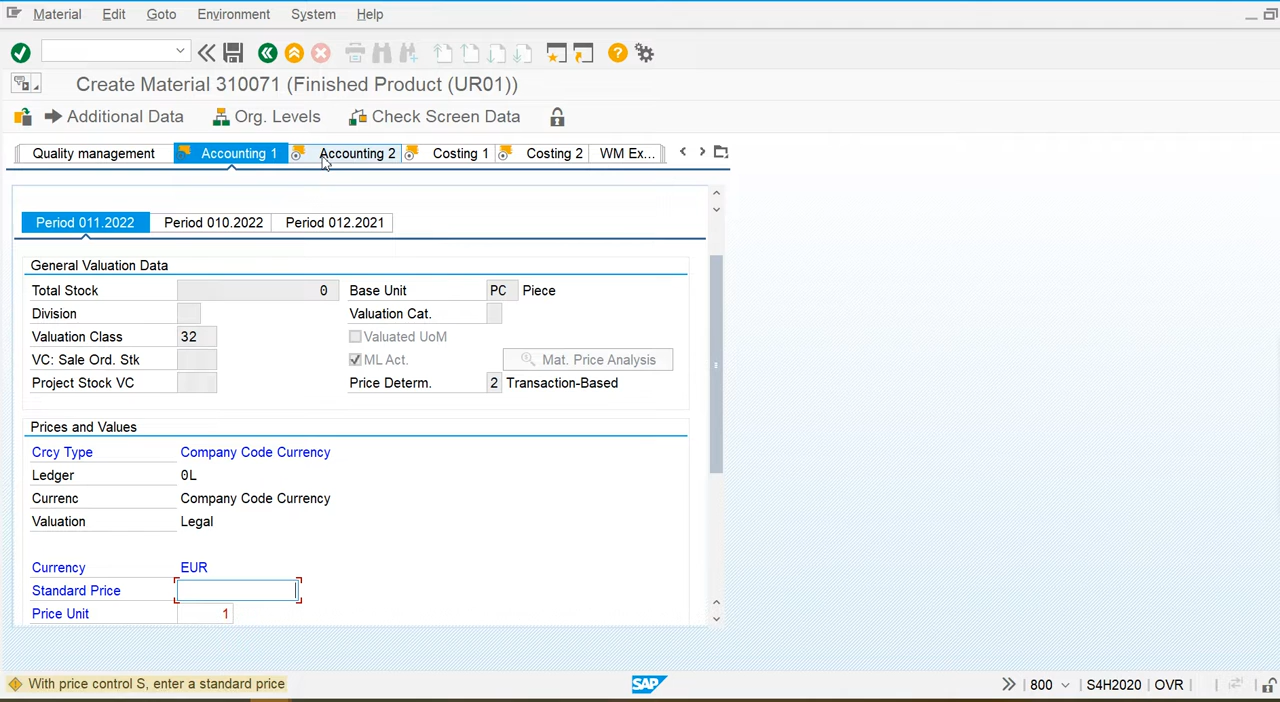 Material Edit Goto Environment System Help
Create Material 310071 (Finished Product (UR01))
Additional Data Org. Levels Check Screen Data
Quality management Accounting 1 Accounting 2 Costing 1 Costing 2 WM Ex...
Period 011.2022 Period 010.2022 Period 012.2021
General Valuation Data
Total Stock 0 Base Unit PC Piece
Division Valuation Cat.
Valuation Class 32 Valuated UoM
VC: Sale Ord. Stk ML Act. Mat. Price Analysis
Project Stock VC Price Determ. 2 Transaction-Based
Prices and Values
Crcy Type Company Code Currency
Ledger 0L
Currenc Company Code Currency
Valuation Legal
Currency EUR
Standard Price
Price Unit 1
With price control S, enter a standard price SAP 800 S4H2020 OVR